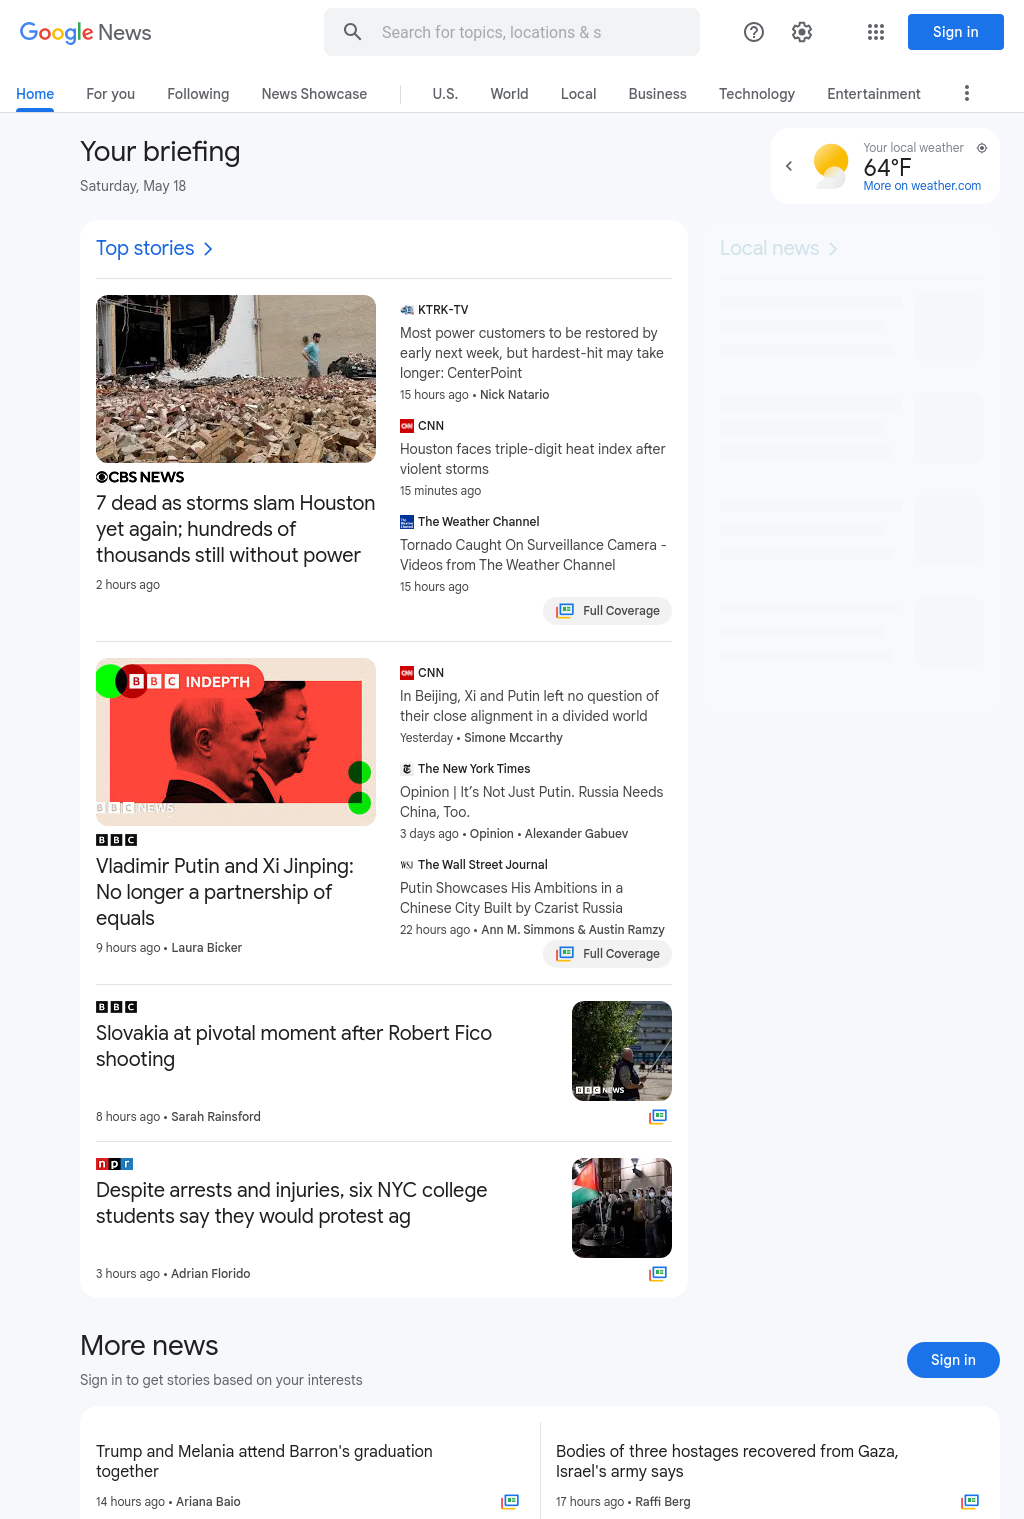 Google News
Search for topics, locations & s
Sign in
Home
For you
Following
News Showcase
U.S.
World
Local
Business
Technology
Entertainment
Your briefing
Saturday, May 18
Your local weather
64°F
More on weather.com
Top stories
Local news
CBS NEWS
7 dead as storms slam Houston
yet again; hundreds of
thousands still without power
2 hours ago
KTRK-TV
Most power customers to be restored by
early next week, but hardest-hit may take
longer: CenterPoint
15 hours ago • Nick Natario
CNN
Houston faces triple-digit heat index after
violent storms
15 minutes ago
The Weather Channel
Tornado Caught On Surveillance Camera -
Videos from The Weather Channel
15 hours ago
Full Coverage
BBC INDEPTH
BBC NEWS
BBC
Vladimir Putin and Xi Jinping:
No longer a partnership of
equals
9 hours ago • Laura Bicker
CNN
In Beijing, Xi and Putin left no question of
their close alignment in a divided world
Yesterday • Simone Mccarthy
The New York Times
Opinion | It’s Not Just Putin. Russia Needs
China, Too.
3 days ago • Opinion • Alexander Gabuev
WSJ The Wall Street Journal
Putin Showcases His Ambitions in a
Chinese City Built by Czarist Russia
22 hours ago • Ann M. Simmons & Austin Ramzy
Full Coverage
BBC
Slovakia at pivotal moment after Robert Fico
shooting
8 hours ago • Sarah Rainsford
BBC NEWS
npr
Despite arrests and injuries, six NYC college
students say they would protest ag
3 hours ago • Adrian Florido
More news
Sign in to get stories based on your interests
Sign in
Trump and Melania attend Barron's graduation
together
14 hours ago • Ariana Baio
Bodies of three hostages recovered from Gaza,
Israel's army says
17 hours ago • Raffi Berg